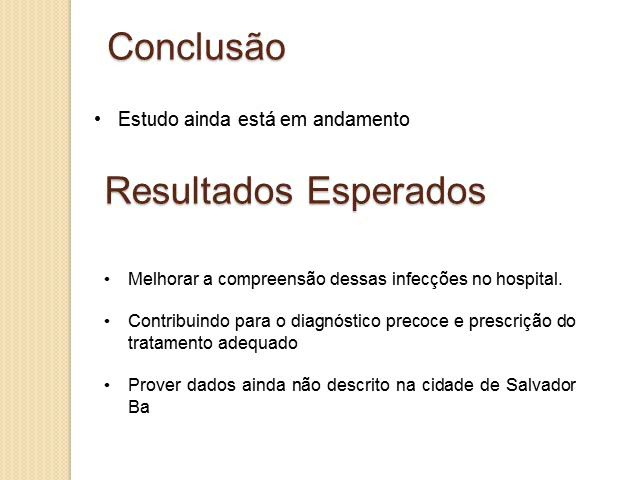 Conclusão
• Estudo ainda está em andamento
Resultados Esperados
• Melhorar a compreensão dessas infecções no hospital.
• Contribuindo para o diagnóstico precoce e prescrição do
tratamento adequado
• Prover dados ainda não descrito na cidade de Salvador
Ba